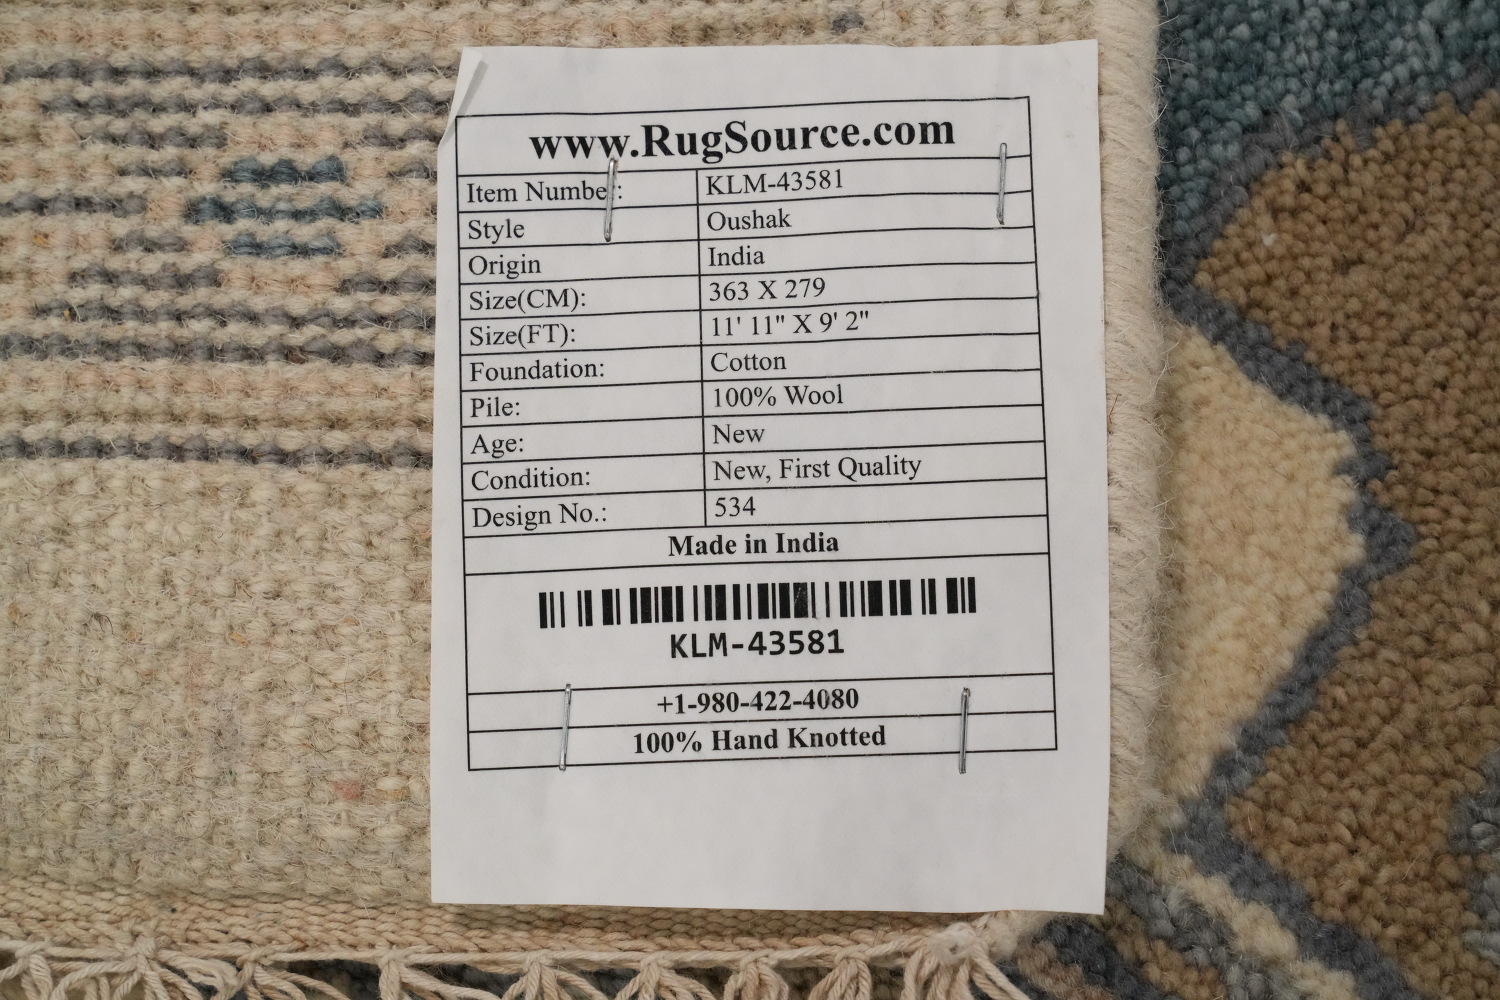 www.RugSource.com
Item Number: KLM-43581
Style Oushak
Origin India
Size(CM): 363 X 279
Size(FT): 11' 11" X 9' 2"
Foundation: Cotton
Pile: 100% Wool
Age: New
Condition: New, First Quality
Design No.: 534
Made in India
KLM-43581
+1-980-422-4080
100% Hand Knotted